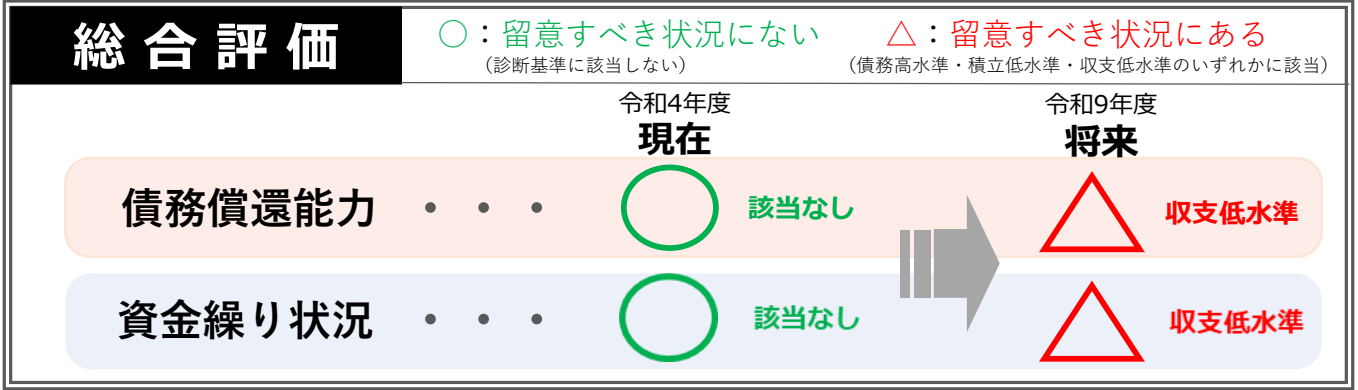 総合評価
○：留意すべき状況にない
（診断基準に該当しない）
△：留意すべき状況にある
（債務高水準・積立低水準・収支低水準のいずれかに該当）
令和4年度
現在
令和9年度
将来
債務償還能力 ・・・ 該当なし 収支低水準
資金繰り状況 ・・・ 該当なし 収支低水準